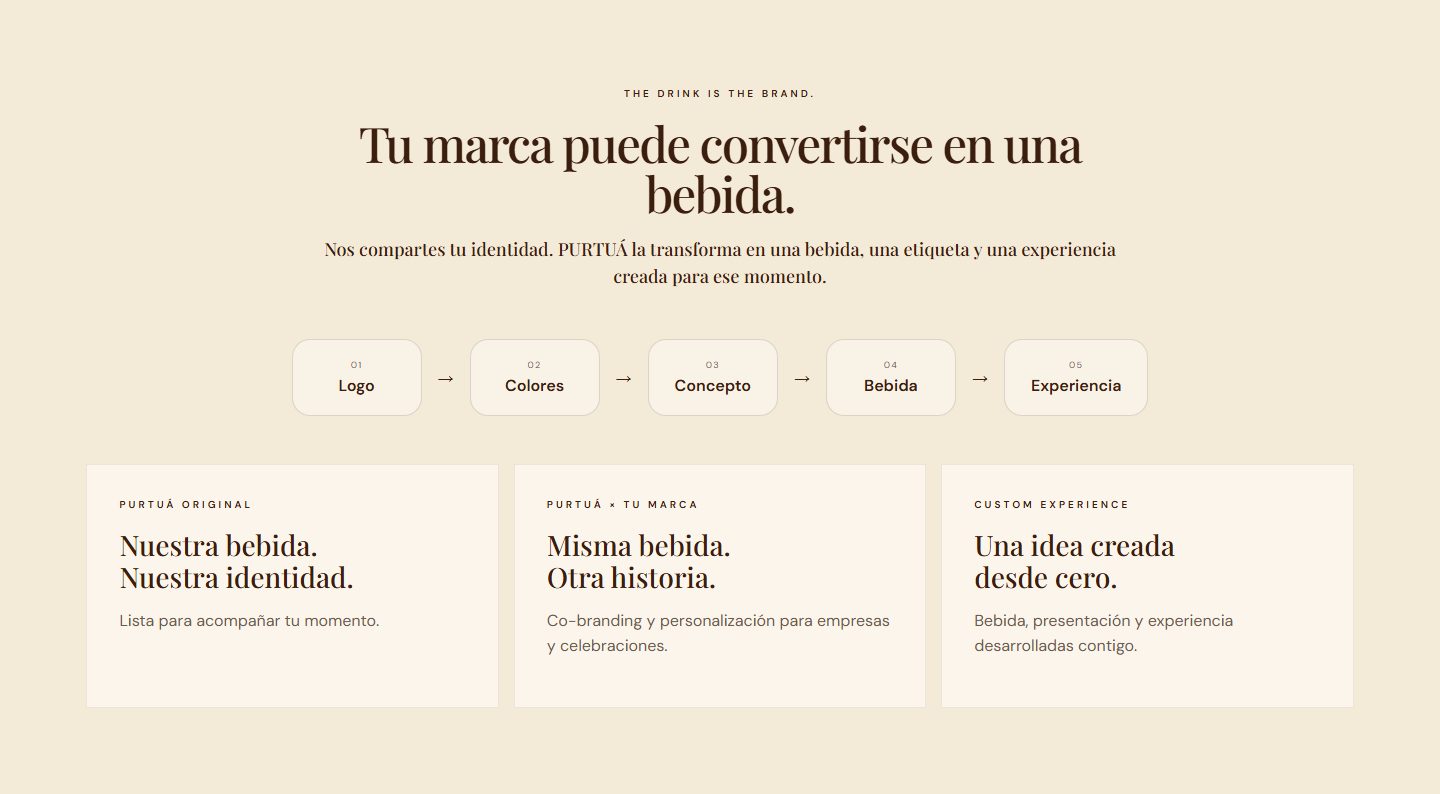 THE DRINK IS THE BRAND.
Tu marca puede convertirse en una
bebida.
Nos compartes tu identidad. PURTUÁ la transforma en una bebida, una etiqueta y una experiencia
creada para ese momento.
01
Logo
→
02
Colores
→
03
Concepto
→
04
Bebida
→
05
Experiencia
PURTUÁ ORIGINAL
Nuestra bebida.
Nuestra identidad.
Lista para acompañar tu momento.
PURTUÁ × TU MARCA
Misma bebida.
Otra historia.
Co-branding y personalización para empresas
y celebraciones.
CUSTOM EXPERIENCE
Una idea creada
desde cero.
Bebida, presentación y experiencia
desarrolladas contigo.